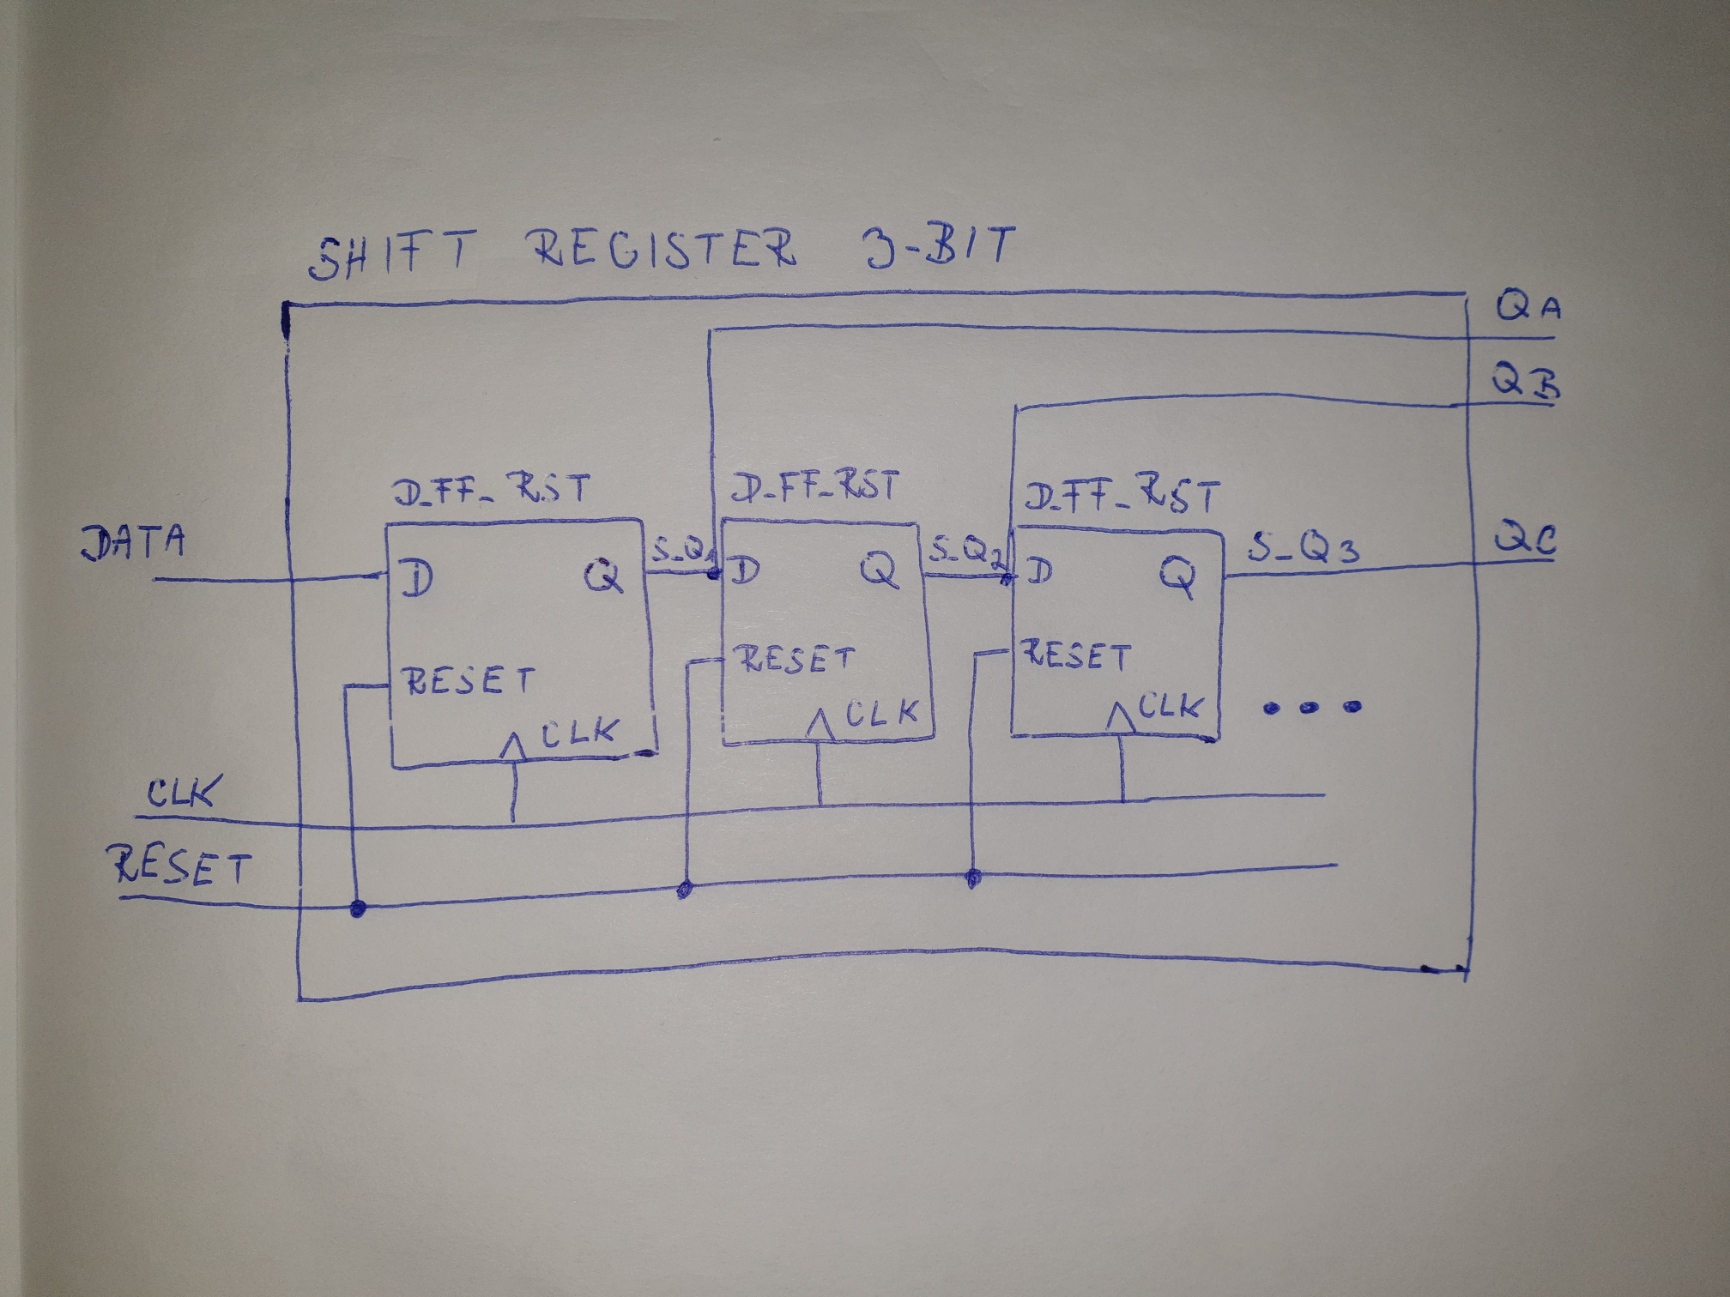 SHIFT REGISTER 3-BIT
QA
QB
D_FF_RST D_FF_RST D_FF_RST
DATA S_Q1 S_Q2 S_Q3 QC
D Q D Q D Q
RESET RESET RESET
CLK CLK CLK
CLK
RESET